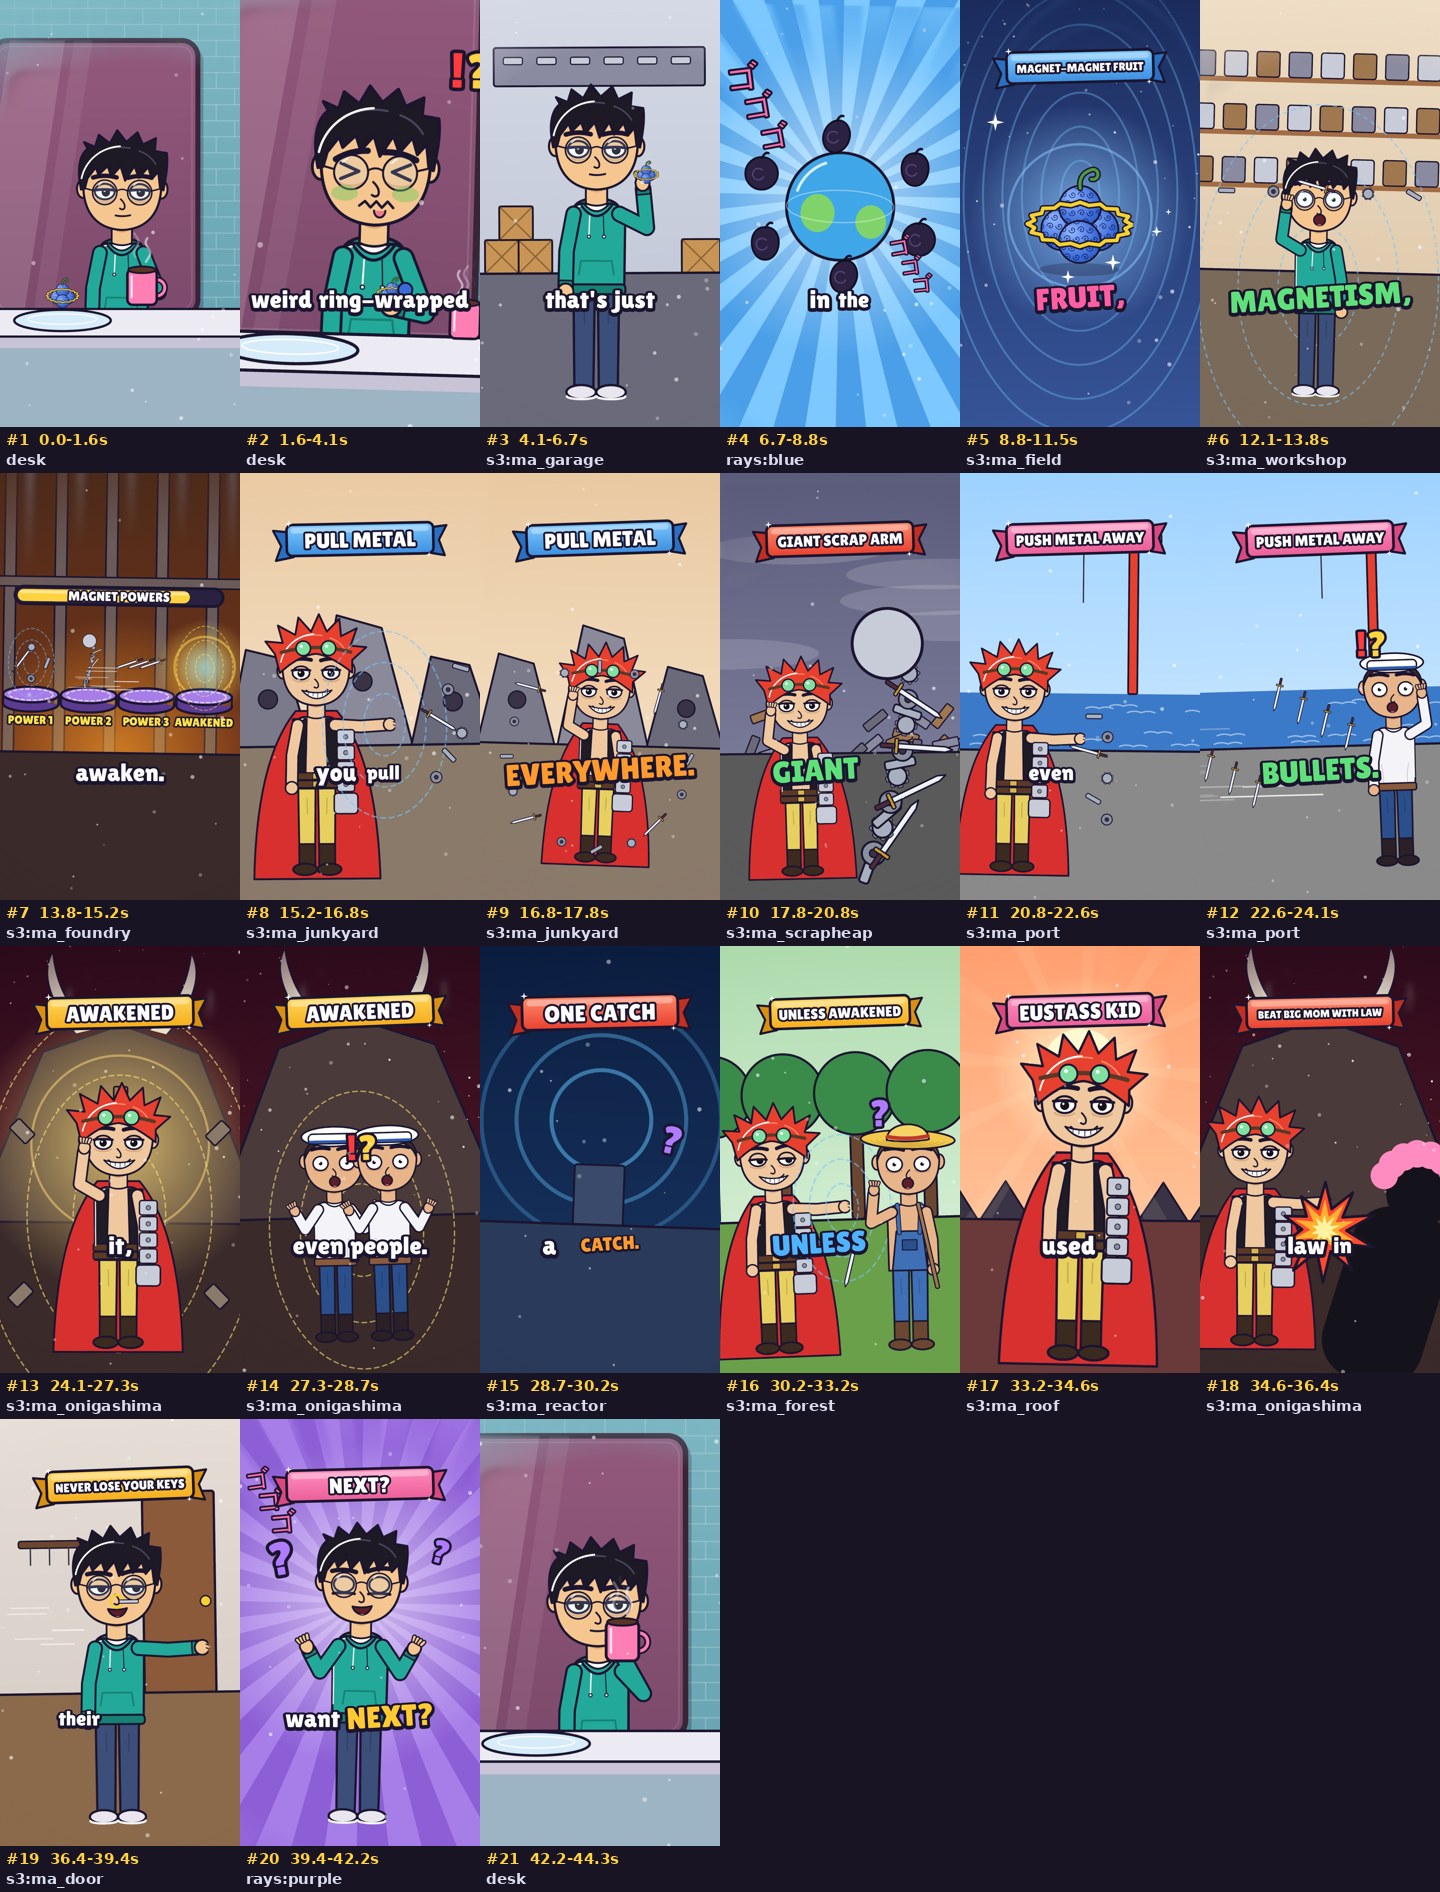 !?
weird ring-wrapped
that's just
ゴゴゴ
ゴゴゴ
in the
MAGNET-MAGNET FRUIT
FRUIT,
MAGNETISM,
#1 0.0-1.6s
desk
#2 1.6-4.1s
desk
#3 4.1-6.7s
s3:ma_garage
#4 6.7-8.8s
rays:blue
#5 8.8-11.5s
s3:ma_field
#6 12.1-13.8s
s3:ma_workshop
MAGNET POWERS
POWER 1
POWER 2
POWER 3
AWAKENED
awaken.
PULL METAL
you pull
PULL METAL
EVERYWHERE.
GIANT SCRAP ARM
GIANT
PUSH METAL AWAY
even
PUSH METAL AWAY
!?
BULLETS.
#7 13.8-15.2s
s3:ma_foundry
#8 15.2-16.8s
s3:ma_junkyard
#9 16.8-17.8s
s3:ma_junkyard
#10 17.8-20.8s
s3:ma_scrapheap
#11 20.8-22.6s
s3:ma_port
#12 22.6-24.1s
s3:ma_port
AWAKENED
it,
AWAKENED
!?
even people.
ONE CATCH
?
a CATCH.
UNLESS AWAKENED
?
UNLESS
EUSTASS KID
used
BEAT BIG MOM WITH LAW
law in
#13 24.1-27.3s
s3:ma_onigashima
#14 27.3-28.7s
s3:ma_onigashima
#15 28.7-30.2s
s3:ma_reactor
#16 30.2-33.2s
s3:ma_forest
#17 33.2-34.6s
s3:ma_roof
#18 34.6-36.4s
s3:ma_onigashima
NEVER LOSE YOUR KEYS
their
ゴゴゴ
NEXT?
?
?
want NEXT?
#19 36.4-39.4s
s3:ma_door
#20 39.4-42.2s
rays:purple
#21 42.2-44.3s
desk